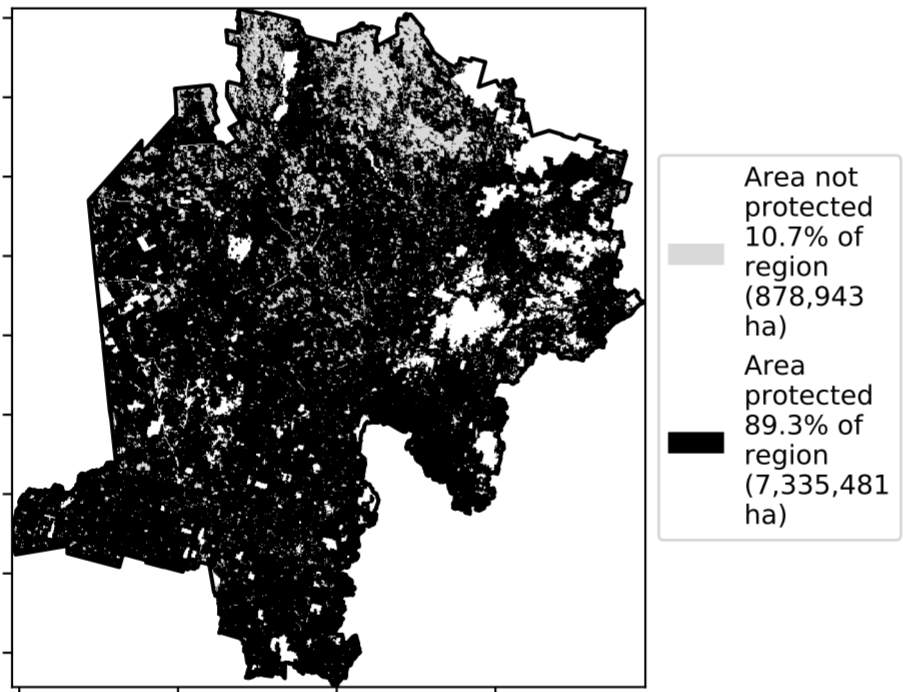 Area not
protected
10.7% of
region
(878,943
ha)
Area
protected
89.3% of
region
(7,335,481
ha)